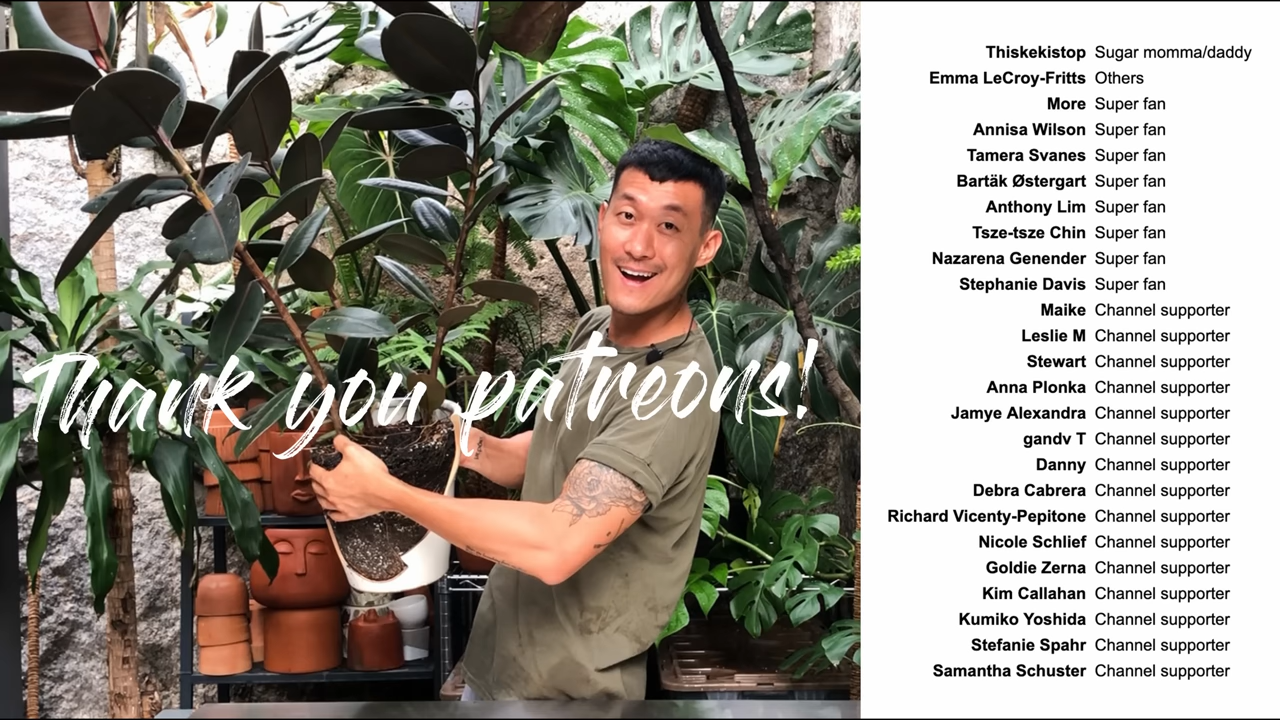 Thank you patreons!
Thiskekistop Sugar momma/daddy
Emma LeCroy-Fritts Others
More Super fan
Annisa Wilson Super fan
Tamera Svanes Super fan
Bartäk Østergart Super fan
Anthony Lim Super fan
Tsze-tsze Chin Super fan
Nazarena Genender Super fan
Stephanie Davis Super fan
Maike Channel supporter
Leslie M Channel supporter
Stewart Channel supporter
Anna Plonka Channel supporter
Jamye Alexandra Channel supporter
gandv T Channel supporter
Danny Channel supporter
Debra Cabrera Channel supporter
Richard Vicenty-Pepitone Channel supporter
Nicole Schlief Channel supporter
Goldie Zerna Channel supporter
Kim Callahan Channel supporter
Kumiko Yoshida Channel supporter
Stefanie Spahr Channel supporter
Samantha Schuster Channel supporter